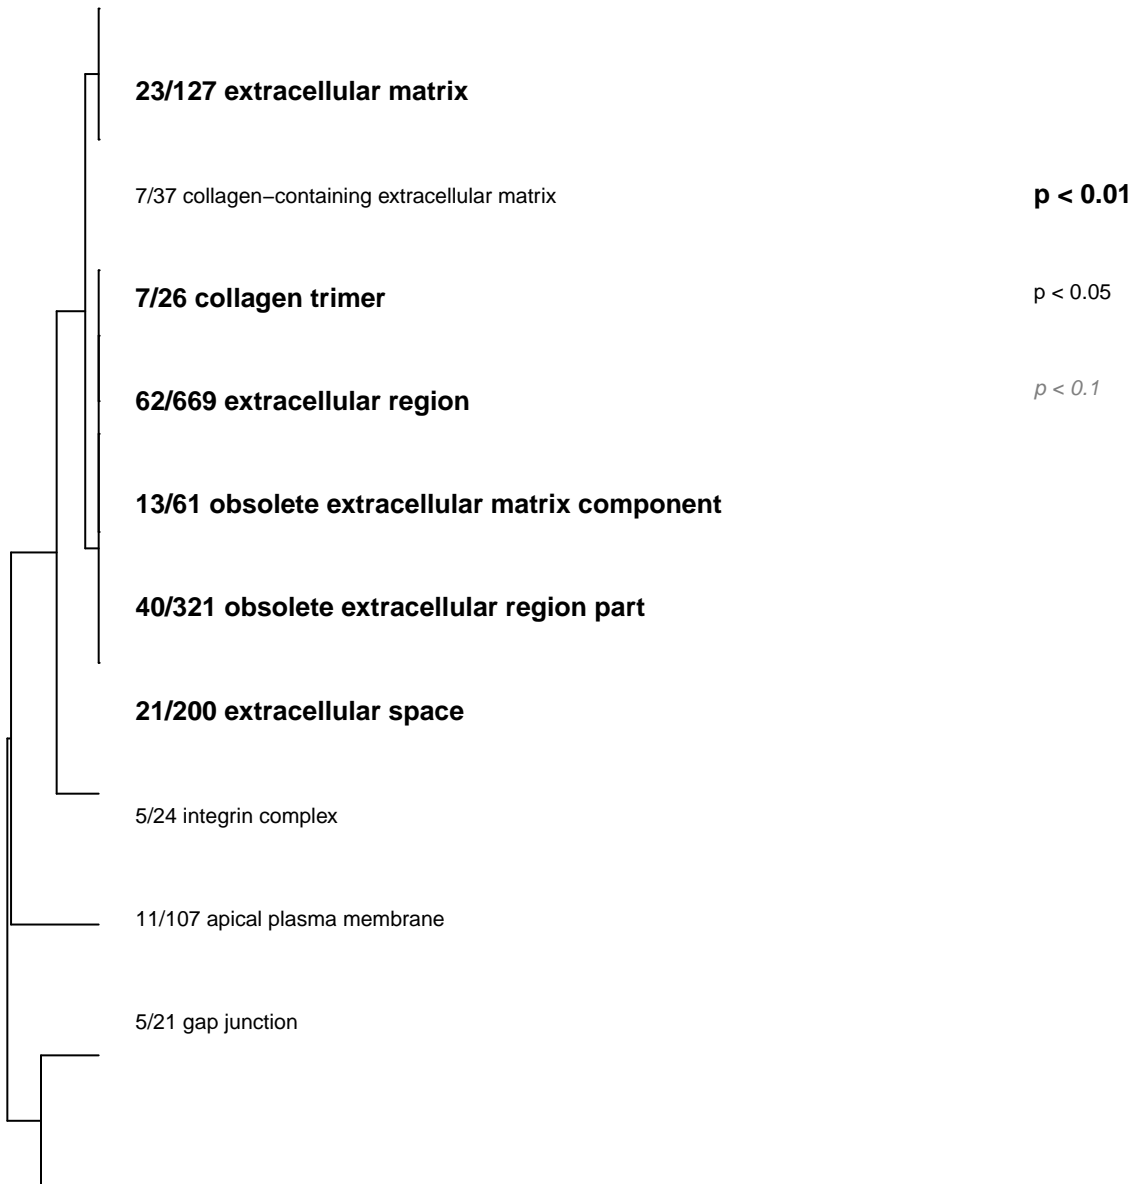 23/127 extracellular matrix
7/37 collagen−containing extracellular matrix
7/26 collagen trimer
62/669 extracellular region
13/61 obsolete extracellular matrix component
40/321 obsolete extracellular region part
21/200 extracellular space
5/24 integrin complex
11/107 apical plasma membrane
5/21 gap junction
p < 0.01
p < 0.05
p < 0.1